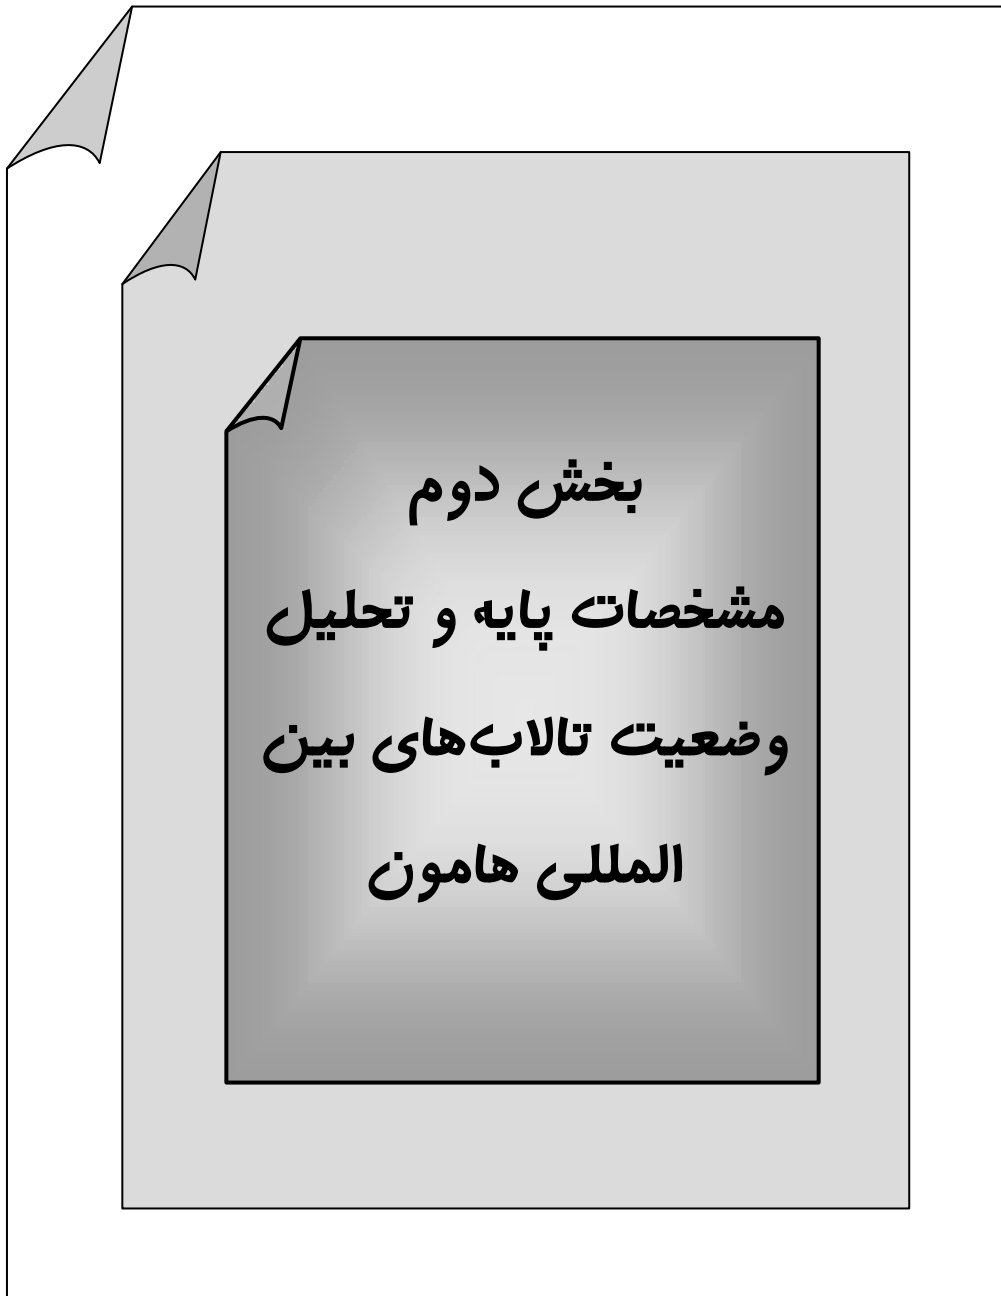 بخش دوم
مشخصات پایه و تحلیل
وضعیت تالاب‌های بین
المللی هامون